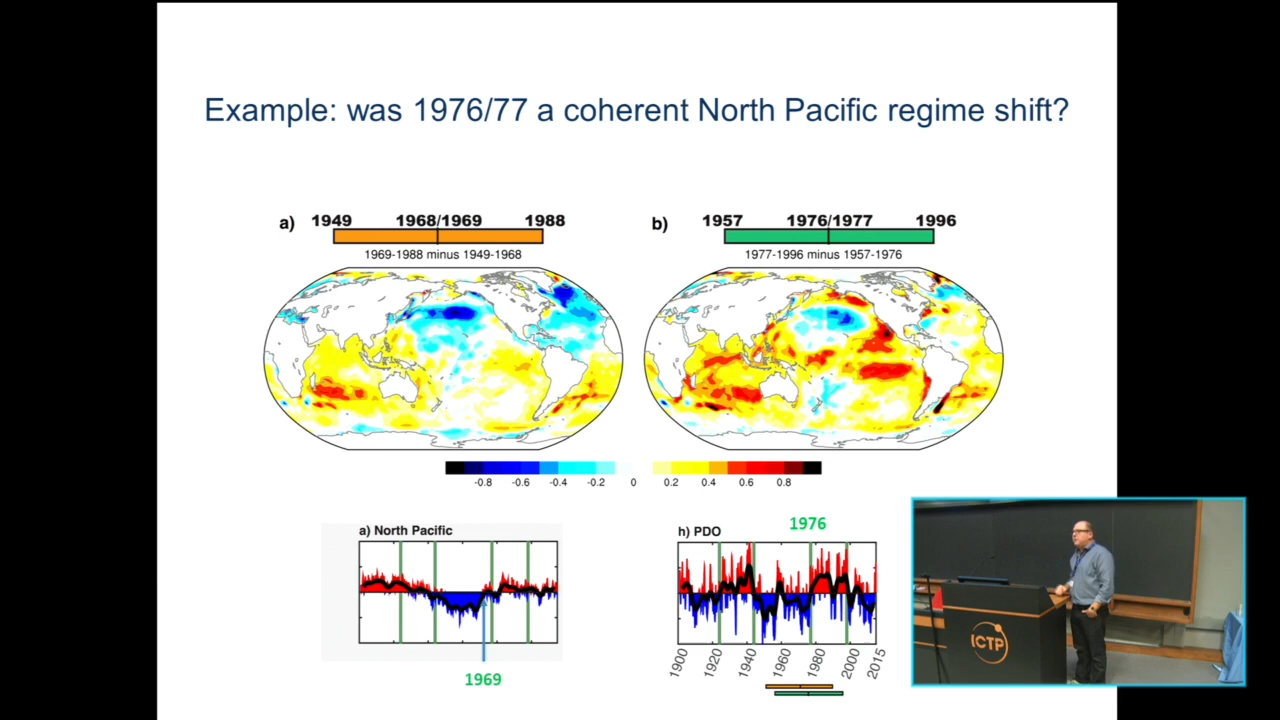 Example: was 1976/77 a coherent North Pacific regime shift?
a) 1949 1968/1969 1988
1969-1988 minus 1949-1968
b) 1957 1976/1977 1996
1977-1996 minus 1957-1976
-0.8 -0.6 -0.4 -0.2 0 0.2 0.4 0.6 0.8
a) North Pacific
1969
1976
h) PDO
1900 1920 1940 1960 1980 2000 2015
ICTP